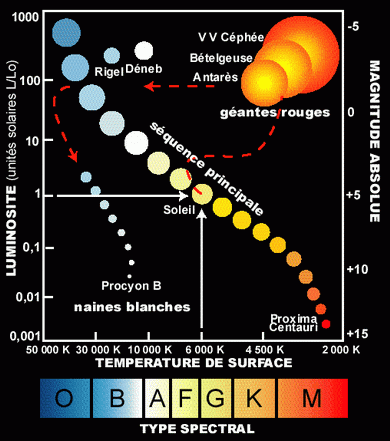 1000
100
10
1
0,1
0,01
0,001
LUMINOSITE (unités solaires L/Lo)
VV Céphée
Bételgeuse
Antarès
géantes rouges
Rigel
Déneb
séquence principale
Soleil
Procyon B
naines blanches
Proxima
Centauri
-5
0
+5
+10
+15
MAGNITUDE ABSOLUE
50 000 K 30 000 K 10 000 K 6 000 K 4 500 K 2 000 K
TEMPERATURE DE SURFACE
O B A F G K M
TYPE SPECTRAL